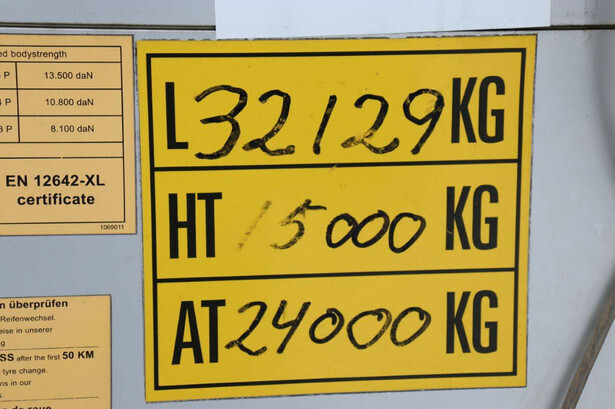 ed bodystrength
P 13.500 daN
P 10.800 daN
P 8.100 daN
EN 12642-XL
certificate
1069011
L 32129 KG
HT 15000 KG
AT 24000 KG
n überprüfen
Reifenwechsel.
eise in unserer
g
SS after the first 50 KM
tyre change.
ns in our